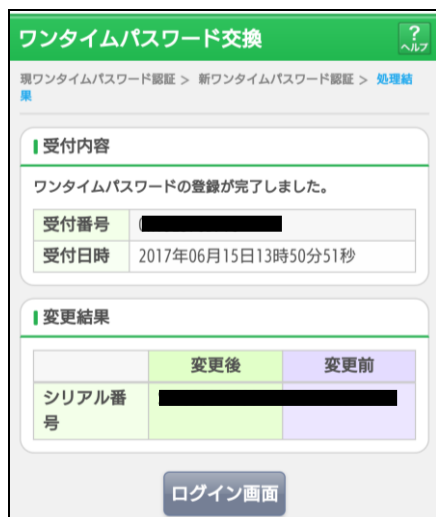 ワンタイムパスワード交換
?
ヘルプ
現ワンタイムパスワード認証 > 新ワンタイムパスワード認証 > 処理結
果
受付内容
ワンタイムパスワードの登録が完了しました。
受付番号 (
受付日時 2017年06月15日13時50分51秒
変更結果
変更後 変更前
シリアル番
号
ログイン画面